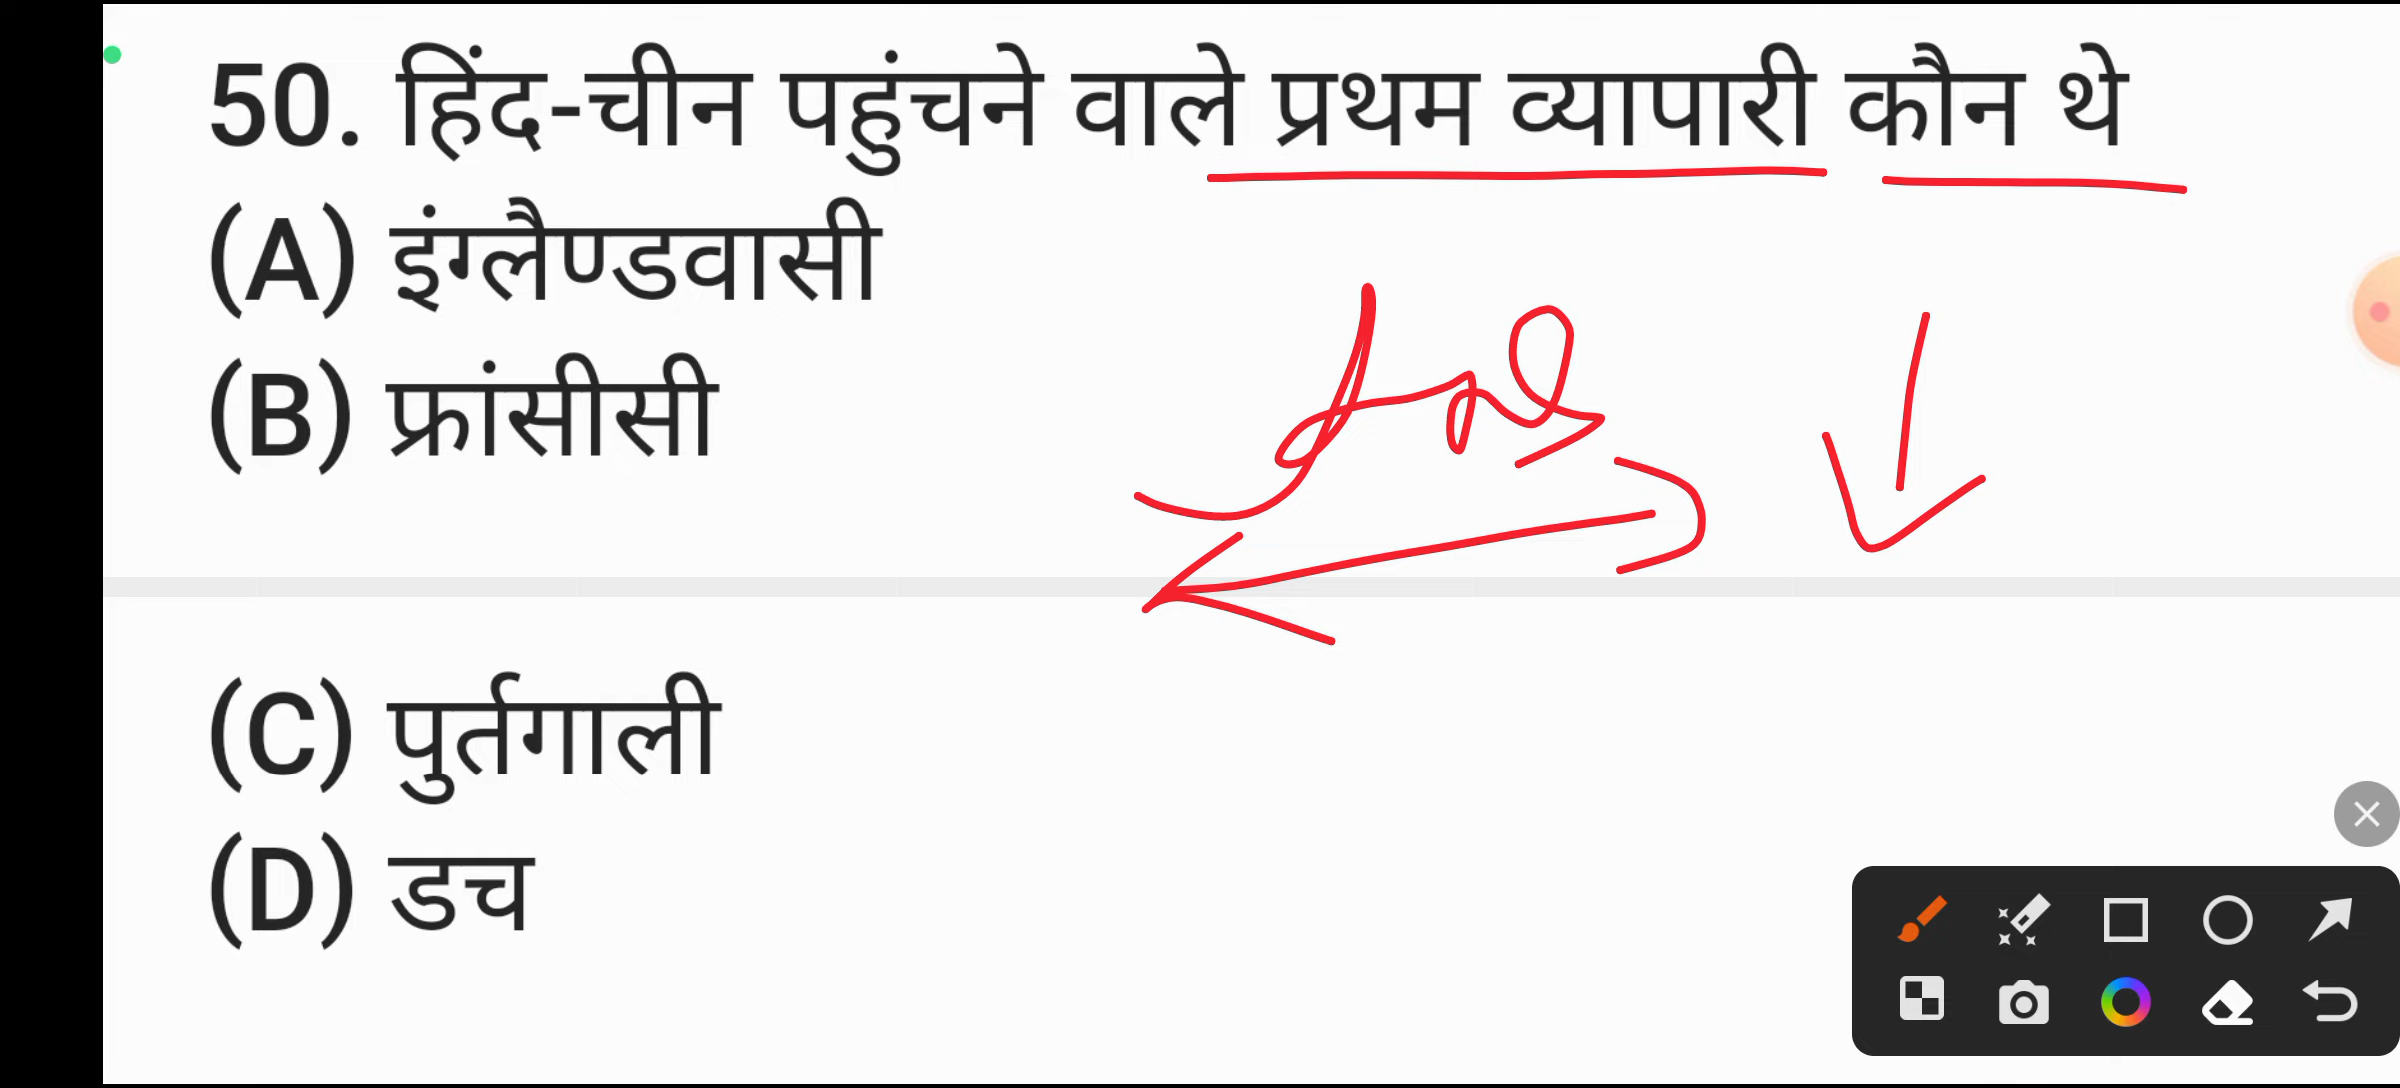 50. हिंद-चीन पहुंचने वाले प्रथम व्यापारी कौन थे
(A) इंग्लैण्डवासी
(B) फ्रांसीसी
(C) पुर्तगाली
(D) डच